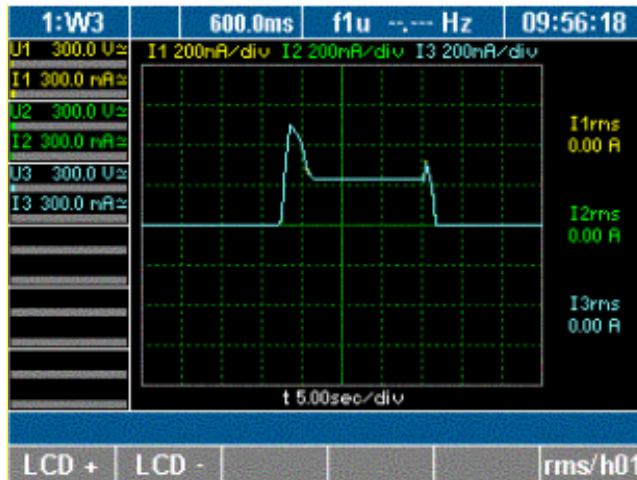 1:W3 600.0ms f1u --.--- Hz 09:56:18
U1 300.0 V≃ I1 200mA/div I2 200mA/div I3 200mA/div
I1 300.0 mA≃
U2 300.0 V≃
I2 300.0 mA≃
U3 300.0 V≃
I3 300.0 mA≃
I1rms
0.00 A
I2rms
0.00 A
I3rms
0.00 A
t 5.00sec/div
LCD + LCD - rms/h01